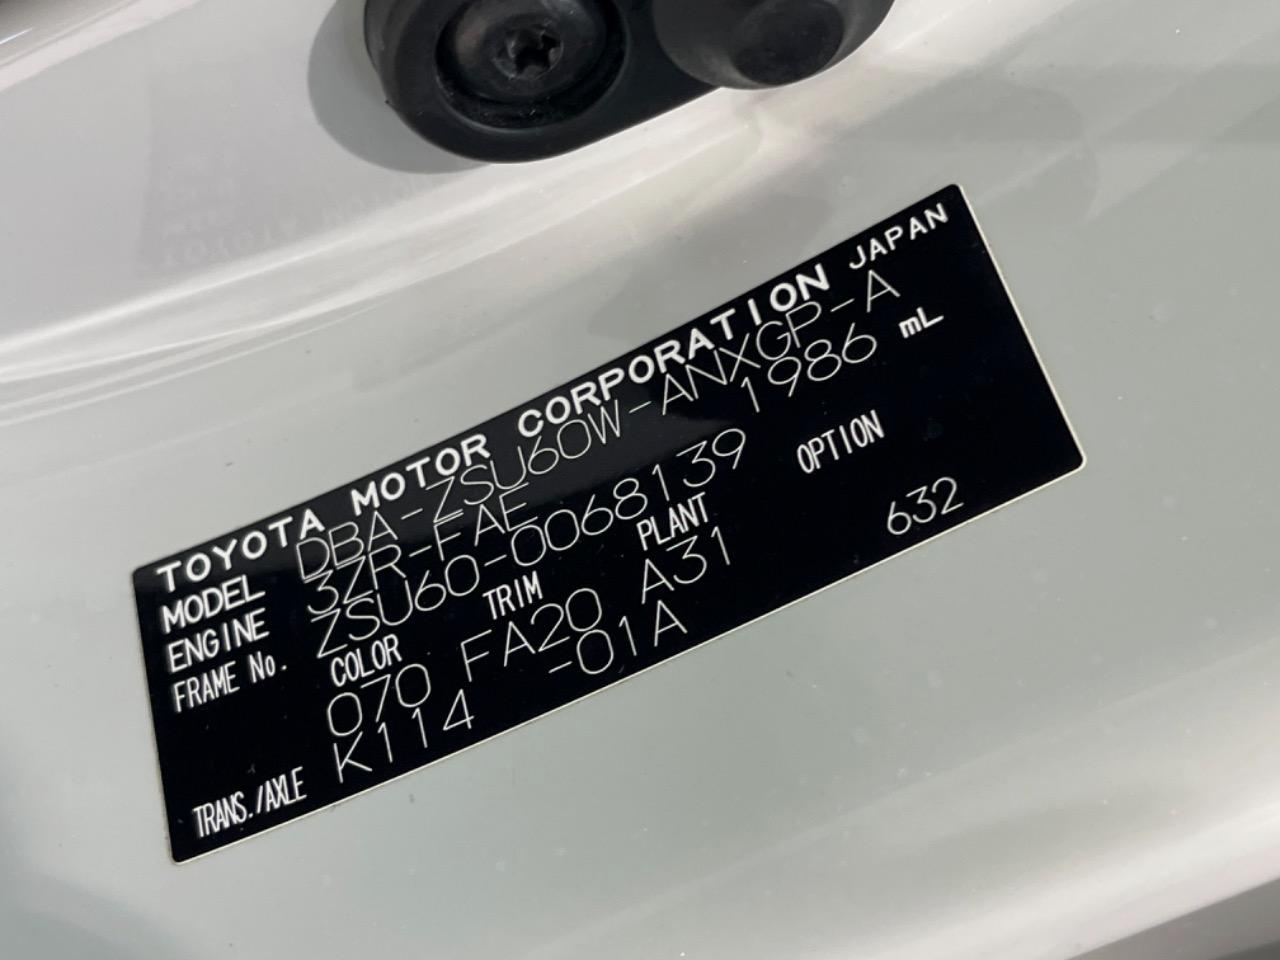 TOYOTA MOTOR CORPORATION JAPAN
MODEL DBA-ZSU60W-ANXGP-A
ENGINE 3ZR-FAE 1986 mL
FRAME No. ZSU60-0068139
COLOR TRIM PLANT OPTION
070 FA20 A31 632
TRANS./AXLE K114 -01A